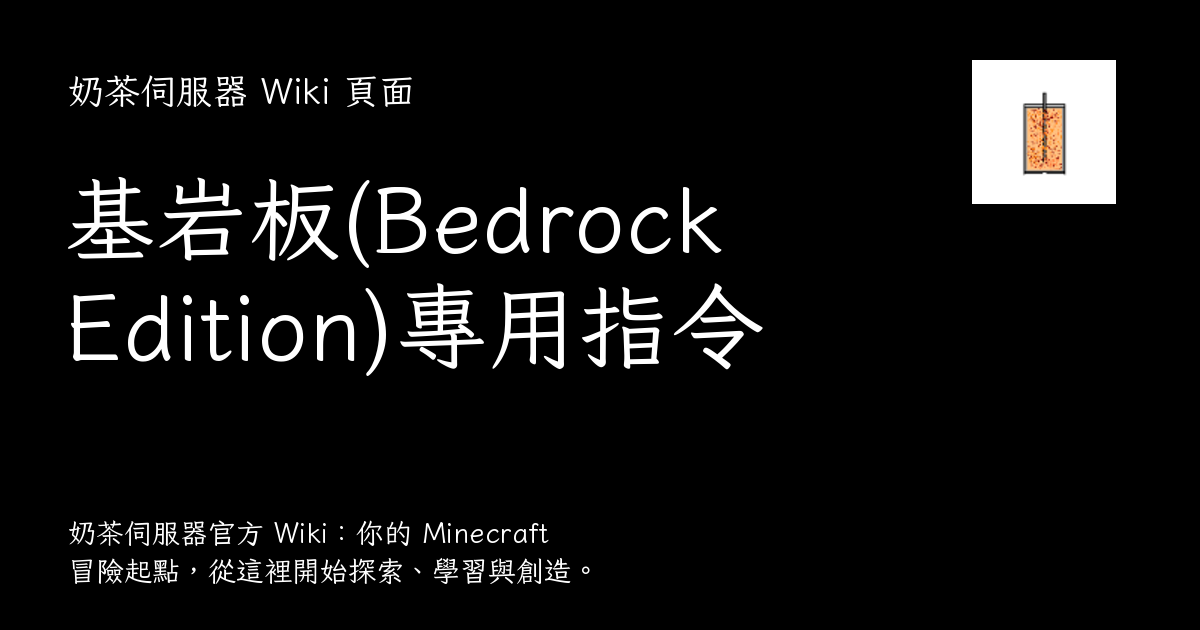 奶茶伺服器 Wiki 頁面
基岩板(Bedrock
Edition)專用指令
奶茶伺服器官方 Wiki：你的 Minecraft
冒險起點，從這裡開始探索、學習與創造。